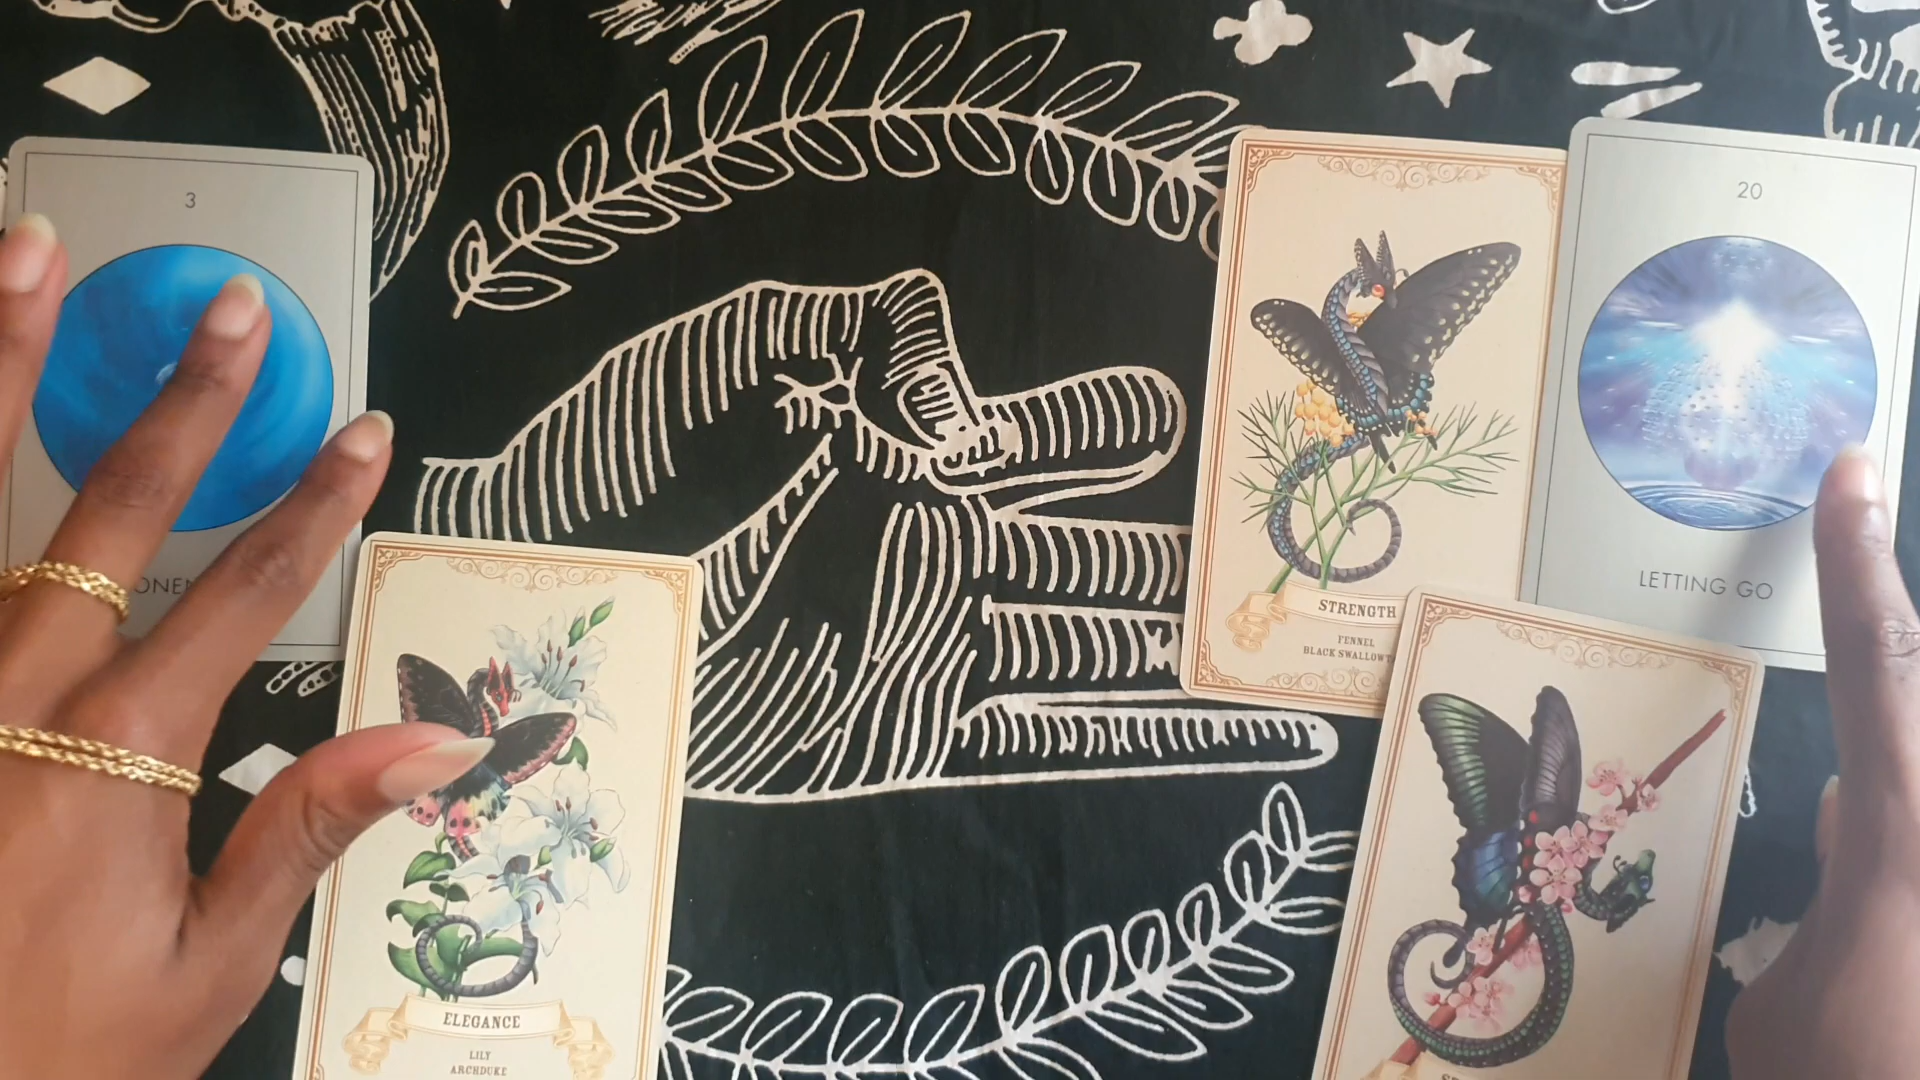 3
ELEGANCE
LILY
ARCHDUKE
STRENGTH
FENNEL
20
LETTING GO